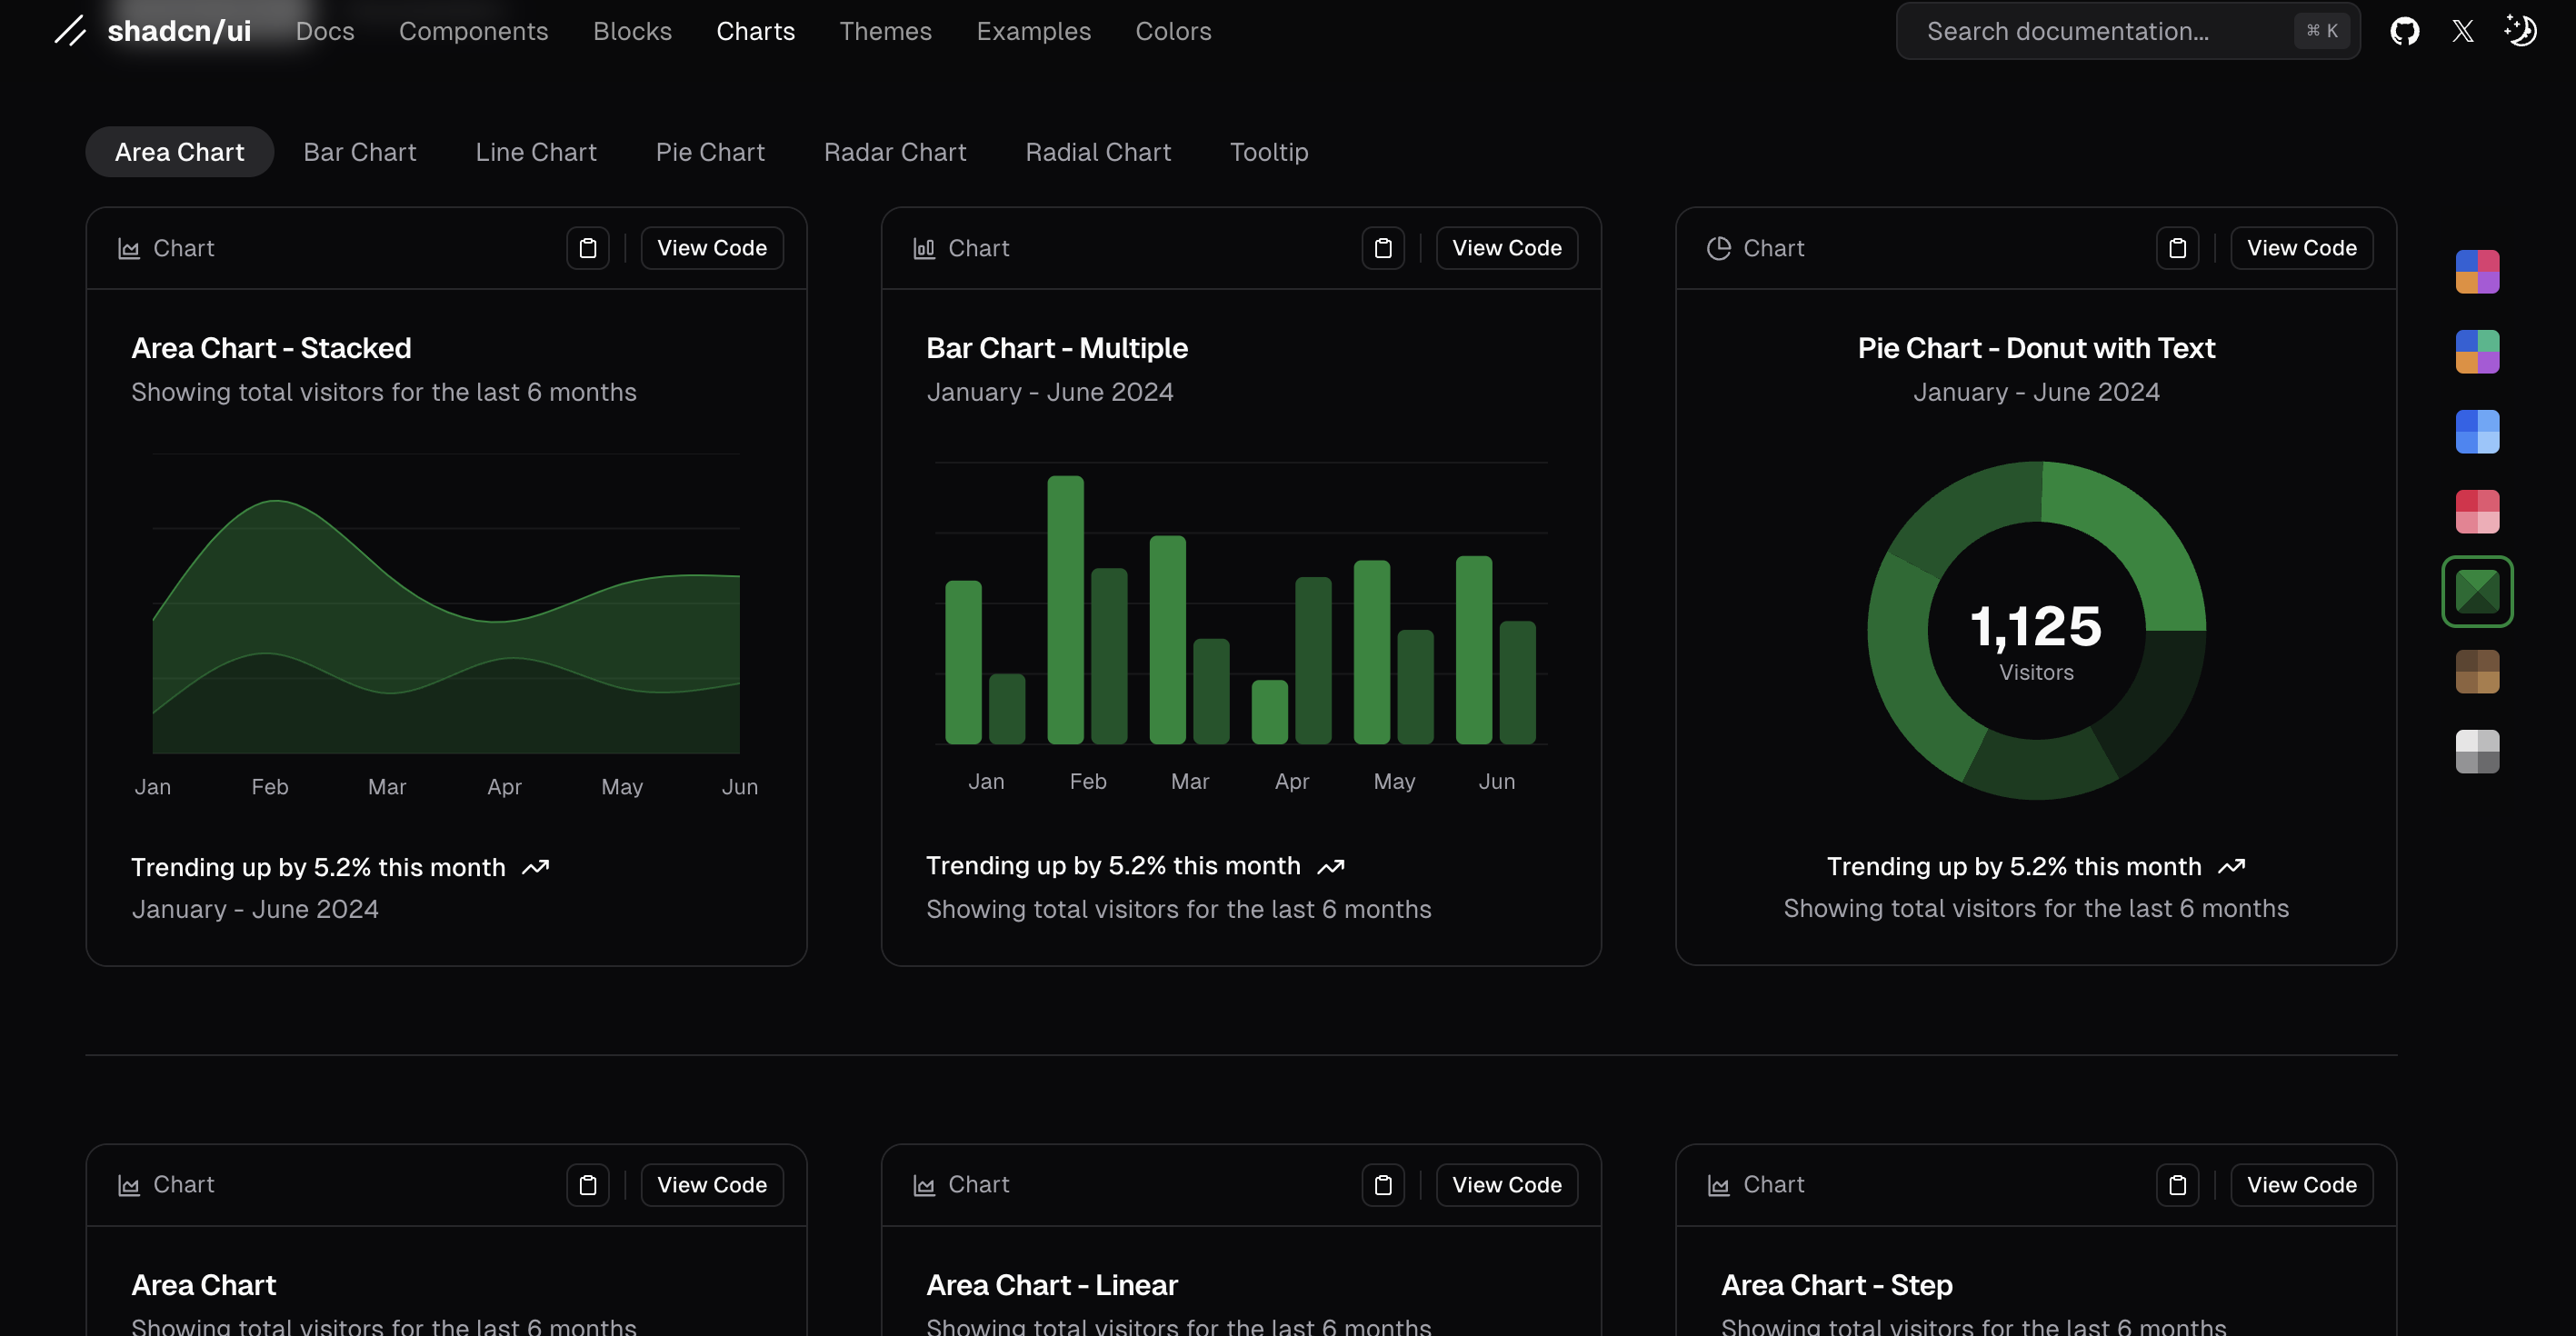 shadcn/ui Docs Components Blocks Charts Themes Examples Colors Search documentation... ⌘ K
Area Chart Bar Chart Line Chart Pie Chart Radar Chart Radial Chart Tooltip
Chart View Code
Area Chart - Stacked
Showing total visitors for the last 6 months
Jan Feb Mar Apr May Jun
Trending up by 5.2% this month
January - June 2024
Chart View Code
Bar Chart - Multiple
January - June 2024
Jan Feb Mar Apr May Jun
Trending up by 5.2% this month
Showing total visitors for the last 6 months
Chart View Code
Pie Chart - Donut with Text
January - June 2024
1,125
Visitors
Trending up by 5.2% this month
Showing total visitors for the last 6 months
Chart View Code
Area Chart
Showing total visitors for the last 6 months
Chart View Code
Area Chart - Linear
Showing total visitors for the last 6 months
Chart View Code
Area Chart - Step
Showing total visitors for the last 6 months